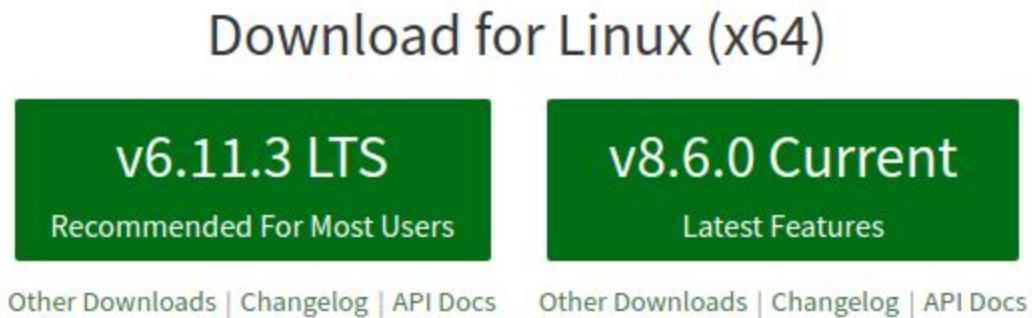 Download for Linux (x64)
v6.11.3 LTS
Recommended For Most Users
v8.6.0 Current
Latest Features
Other Downloads | Changelog | API Docs
Other Downloads | Changelog | API Docs